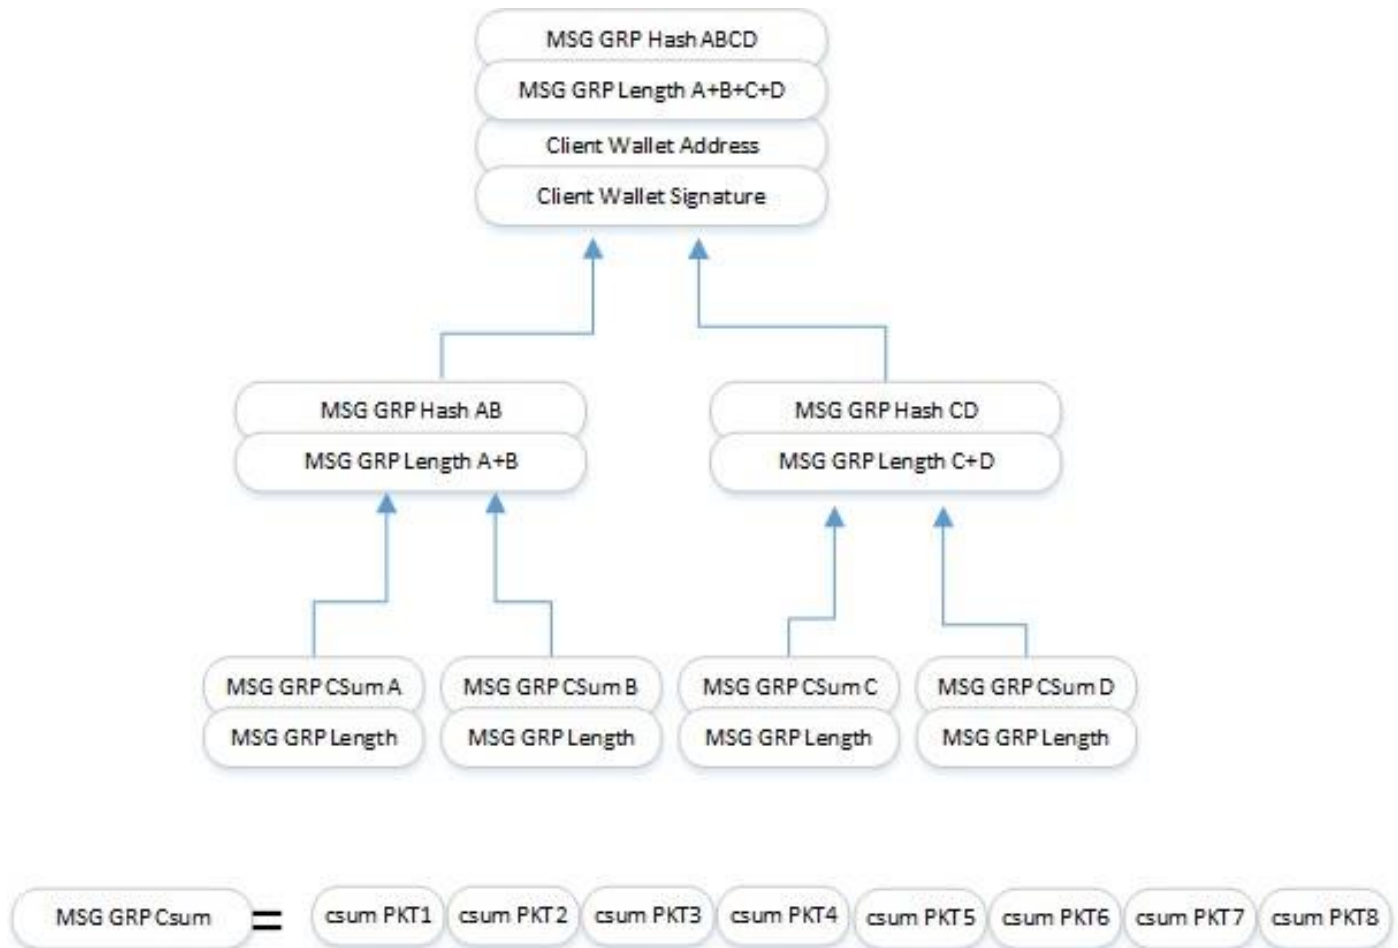 MSG GRP Hash ABCD
MSG GRP Length A+B+C+D
Client Wallet Address
Client Wallet Signature
MSG GRP Hash AB
MSG GRP Length A+B
MSG GRP Hash CD
MSG GRP Length C+D
MSG GRP CSum A
MSG GRP Length
MSG GRP CSum B
MSG GRP Length
MSG GRP CSum C
MSG GRP Length
MSG GRP CSum D
MSG GRP Length
MSG GRP Csum = csum PKT1 csum PKT2 csum PKT3 csum PKT4 csum PKT5 csum PKT6 csum PKT7 csum PKT8